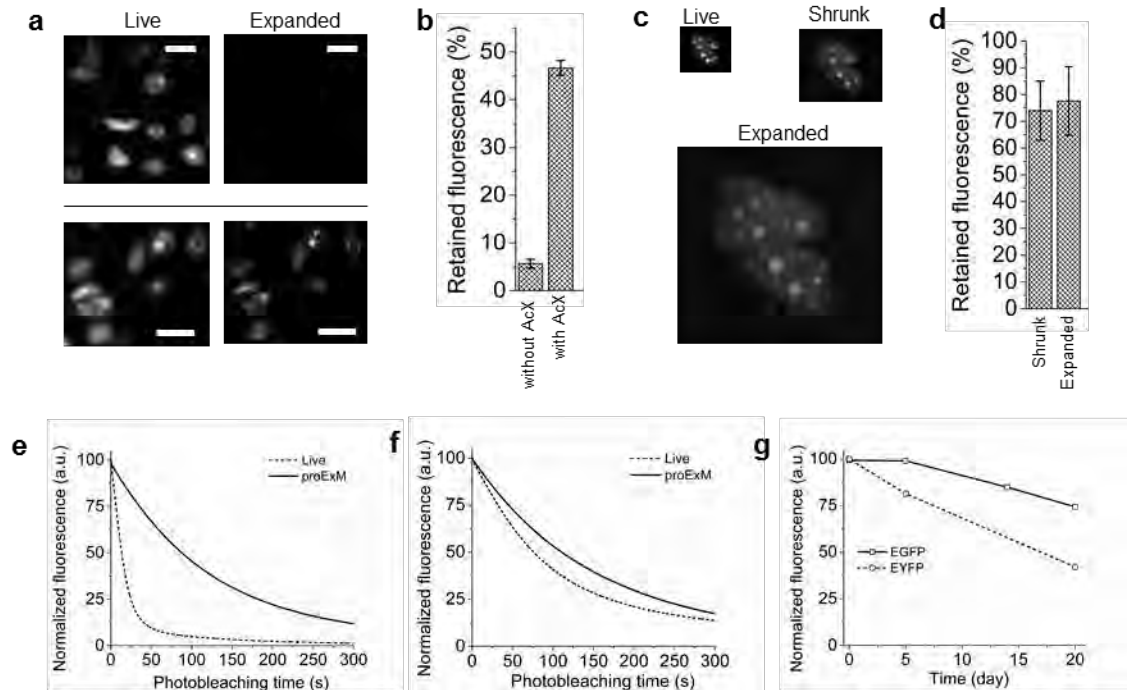 a
Live
Expanded
b
Retained fluorescence (%)
50
40
30
20
10
0
without AcX
with AcX
c
Live
Shrunk
Expanded
d
Retained fluorescence (%)
100
90
80
70
60
50
40
30
20
10
0
Shrunk
Expanded
e
Normalized fluorescence (a.u.)
100
75
50
25
0
Live
proExM
0 50 100 150 200 250 300
Photobleaching time (s)
f
Normalized fluorescence (a.u.)
100
75
50
25
0
Live
proExM
0 50 100 150 200 250 300
Photobleaching time (s)
g
Normalized fluorescence (a.u.)
100
75
50
25
0
EGFP
EYFP
0 5 10 15 20
Time (day)